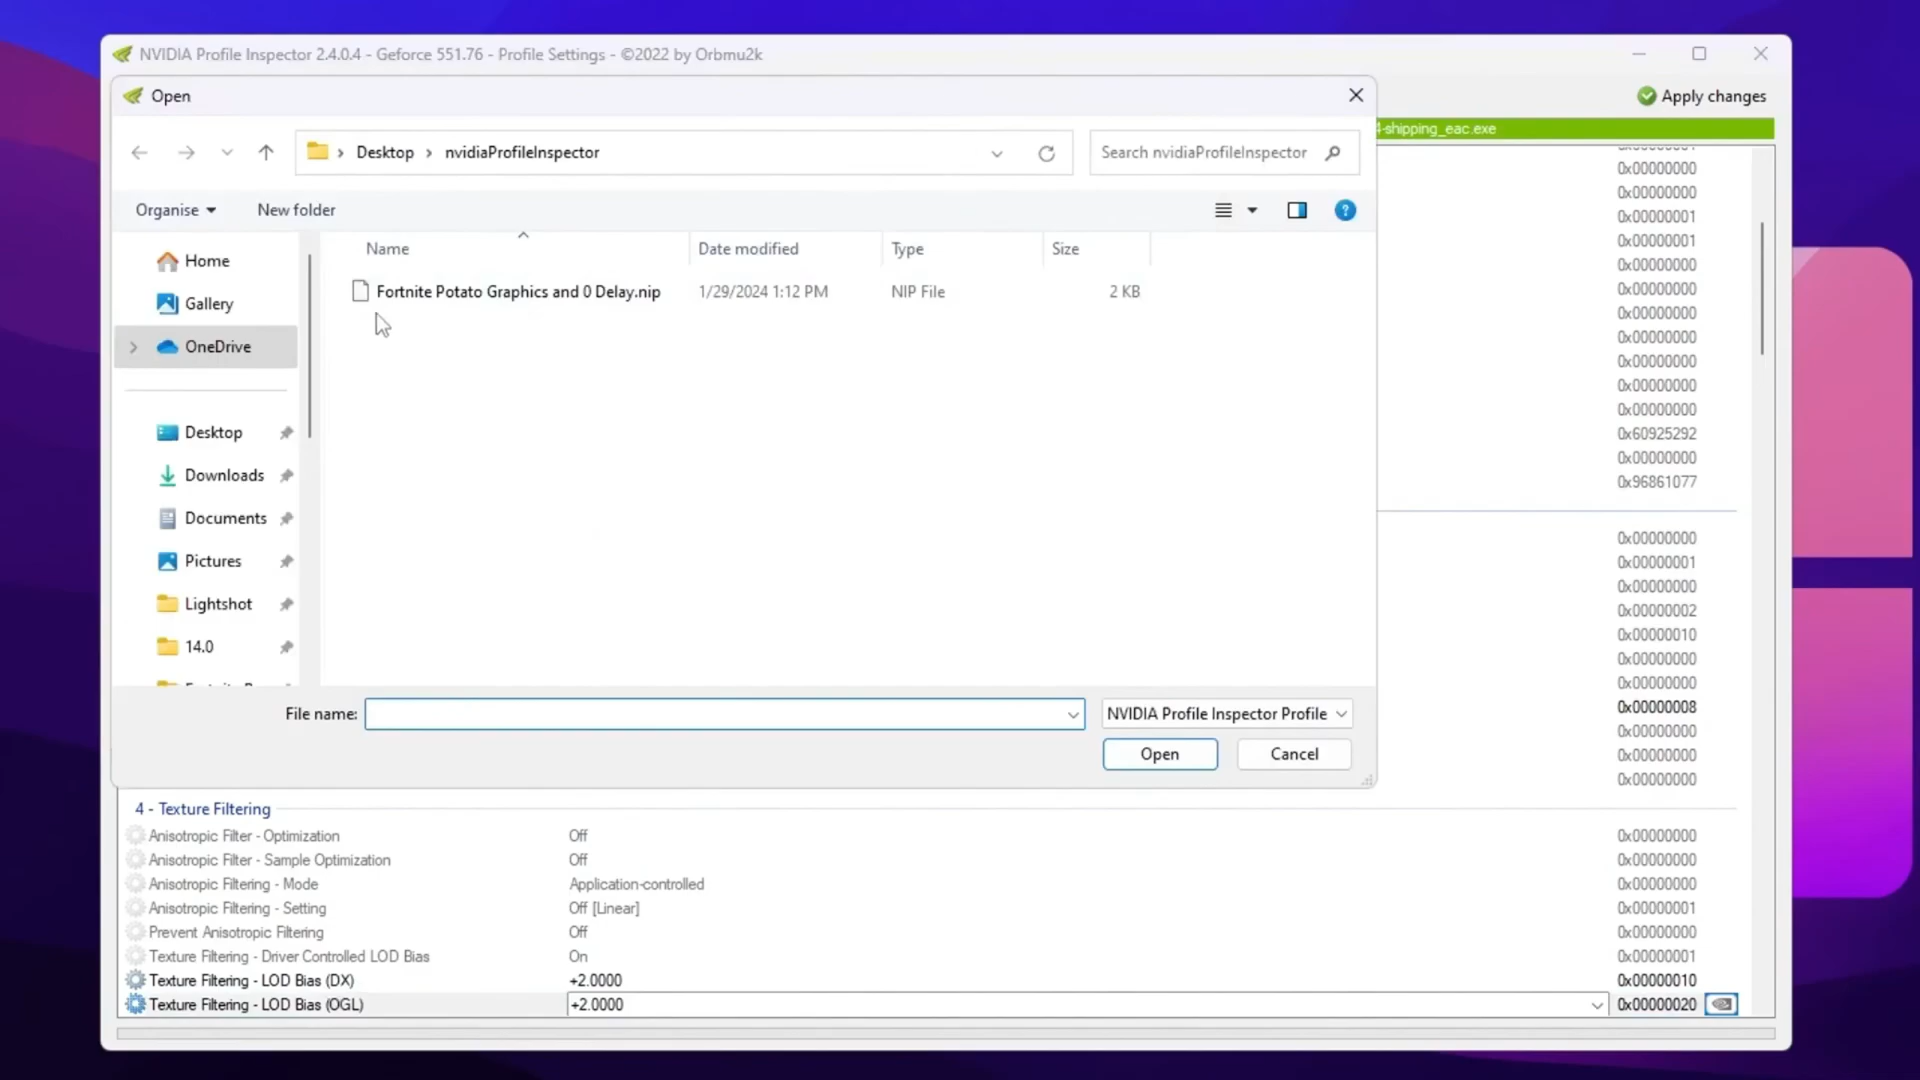 NVIDIA Profile Inspector 2.4.0.4 - Geforce 551.76 - Profile Settings - ©2022 by Orbmu2k
Open
Apply changes
4-shipping_eac.exe
Desktop > nvidiaProfileInspector
Search nvidiaProfileInspector
Organise
New folder
?
Name Date modified Type Size
Fortnite Potato Graphics and 0 Delay.nip 1/29/2024 1:12 PM NIP File 2 KB
Home
Gallery
OneDrive
Desktop
Downloads
Documents
Pictures
Lightshot
14.0
File name:
NVIDIA Profile Inspector Profile
Open
Cancel
0x00000000
0x00000000
0x00000001
0x00000001
0x00000000
0x00000000
0x00000000
0x00000000
0x00000000
0x00000000
0x00000000
0x60925292
0x00000000
0x96861077
0x00000000
0x00000001
0x00000000
0x00000002
0x00000010
0x00000000
0x00000000
0x00000008
0x00000000
0x00000000
0x00000000
4 - Texture Filtering
Anisotropic Filter - Optimization Off 0x00000000
Anisotropic Filter - Sample Optimization Off 0x00000000
Anisotropic Filtering - Mode Application-controlled 0x00000000
Anisotropic Filtering - Setting Off [Linear] 0x00000001
Prevent Anisotropic Filtering Off 0x00000000
Texture Filtering - Driver Controlled LOD Bias On 0x00000001
Texture Filtering - LOD Bias (DX) +2.0000 0x00000010
Texture Filtering - LOD Bias (OGL) +2.0000 0x00000020